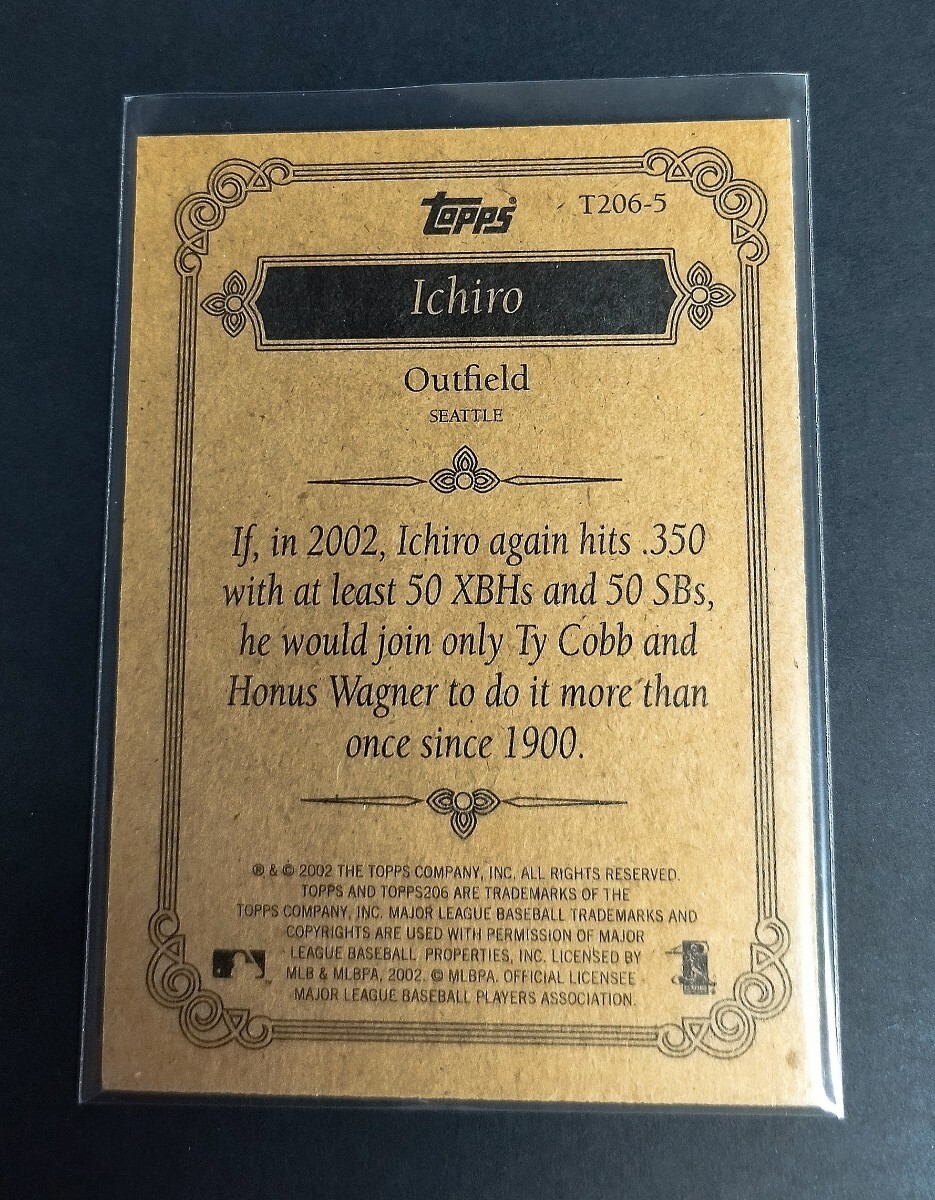 topps®
T206-5
Ichiro
Outfield
SEATTLE
If, in 2002, Ichiro again hits .350
with at least 50 XBHs and 50 SBs,
he would join only Ty Cobb and
Honus Wagner to do it more than
once since 1900.
® & © 2002 THE TOPPS COMPANY, INC. ALL RIGHTS RESERVED.
TOPPS AND TOPPS206 ARE TRADEMARKS OF THE
TOPPS COMPANY, INC. MAJOR LEAGUE BASEBALL TRADEMARKS AND
COPYRIGHTS ARE USED WITH PERMISSION OF MAJOR
LEAGUE BASEBALL PROPERTIES, INC. LICENSED BY
MLB & MLBPA, 2002. © MLBPA. OFFICIAL LICENSEE
MAJOR LEAGUE BASEBALL PLAYERS ASSOCIATION.